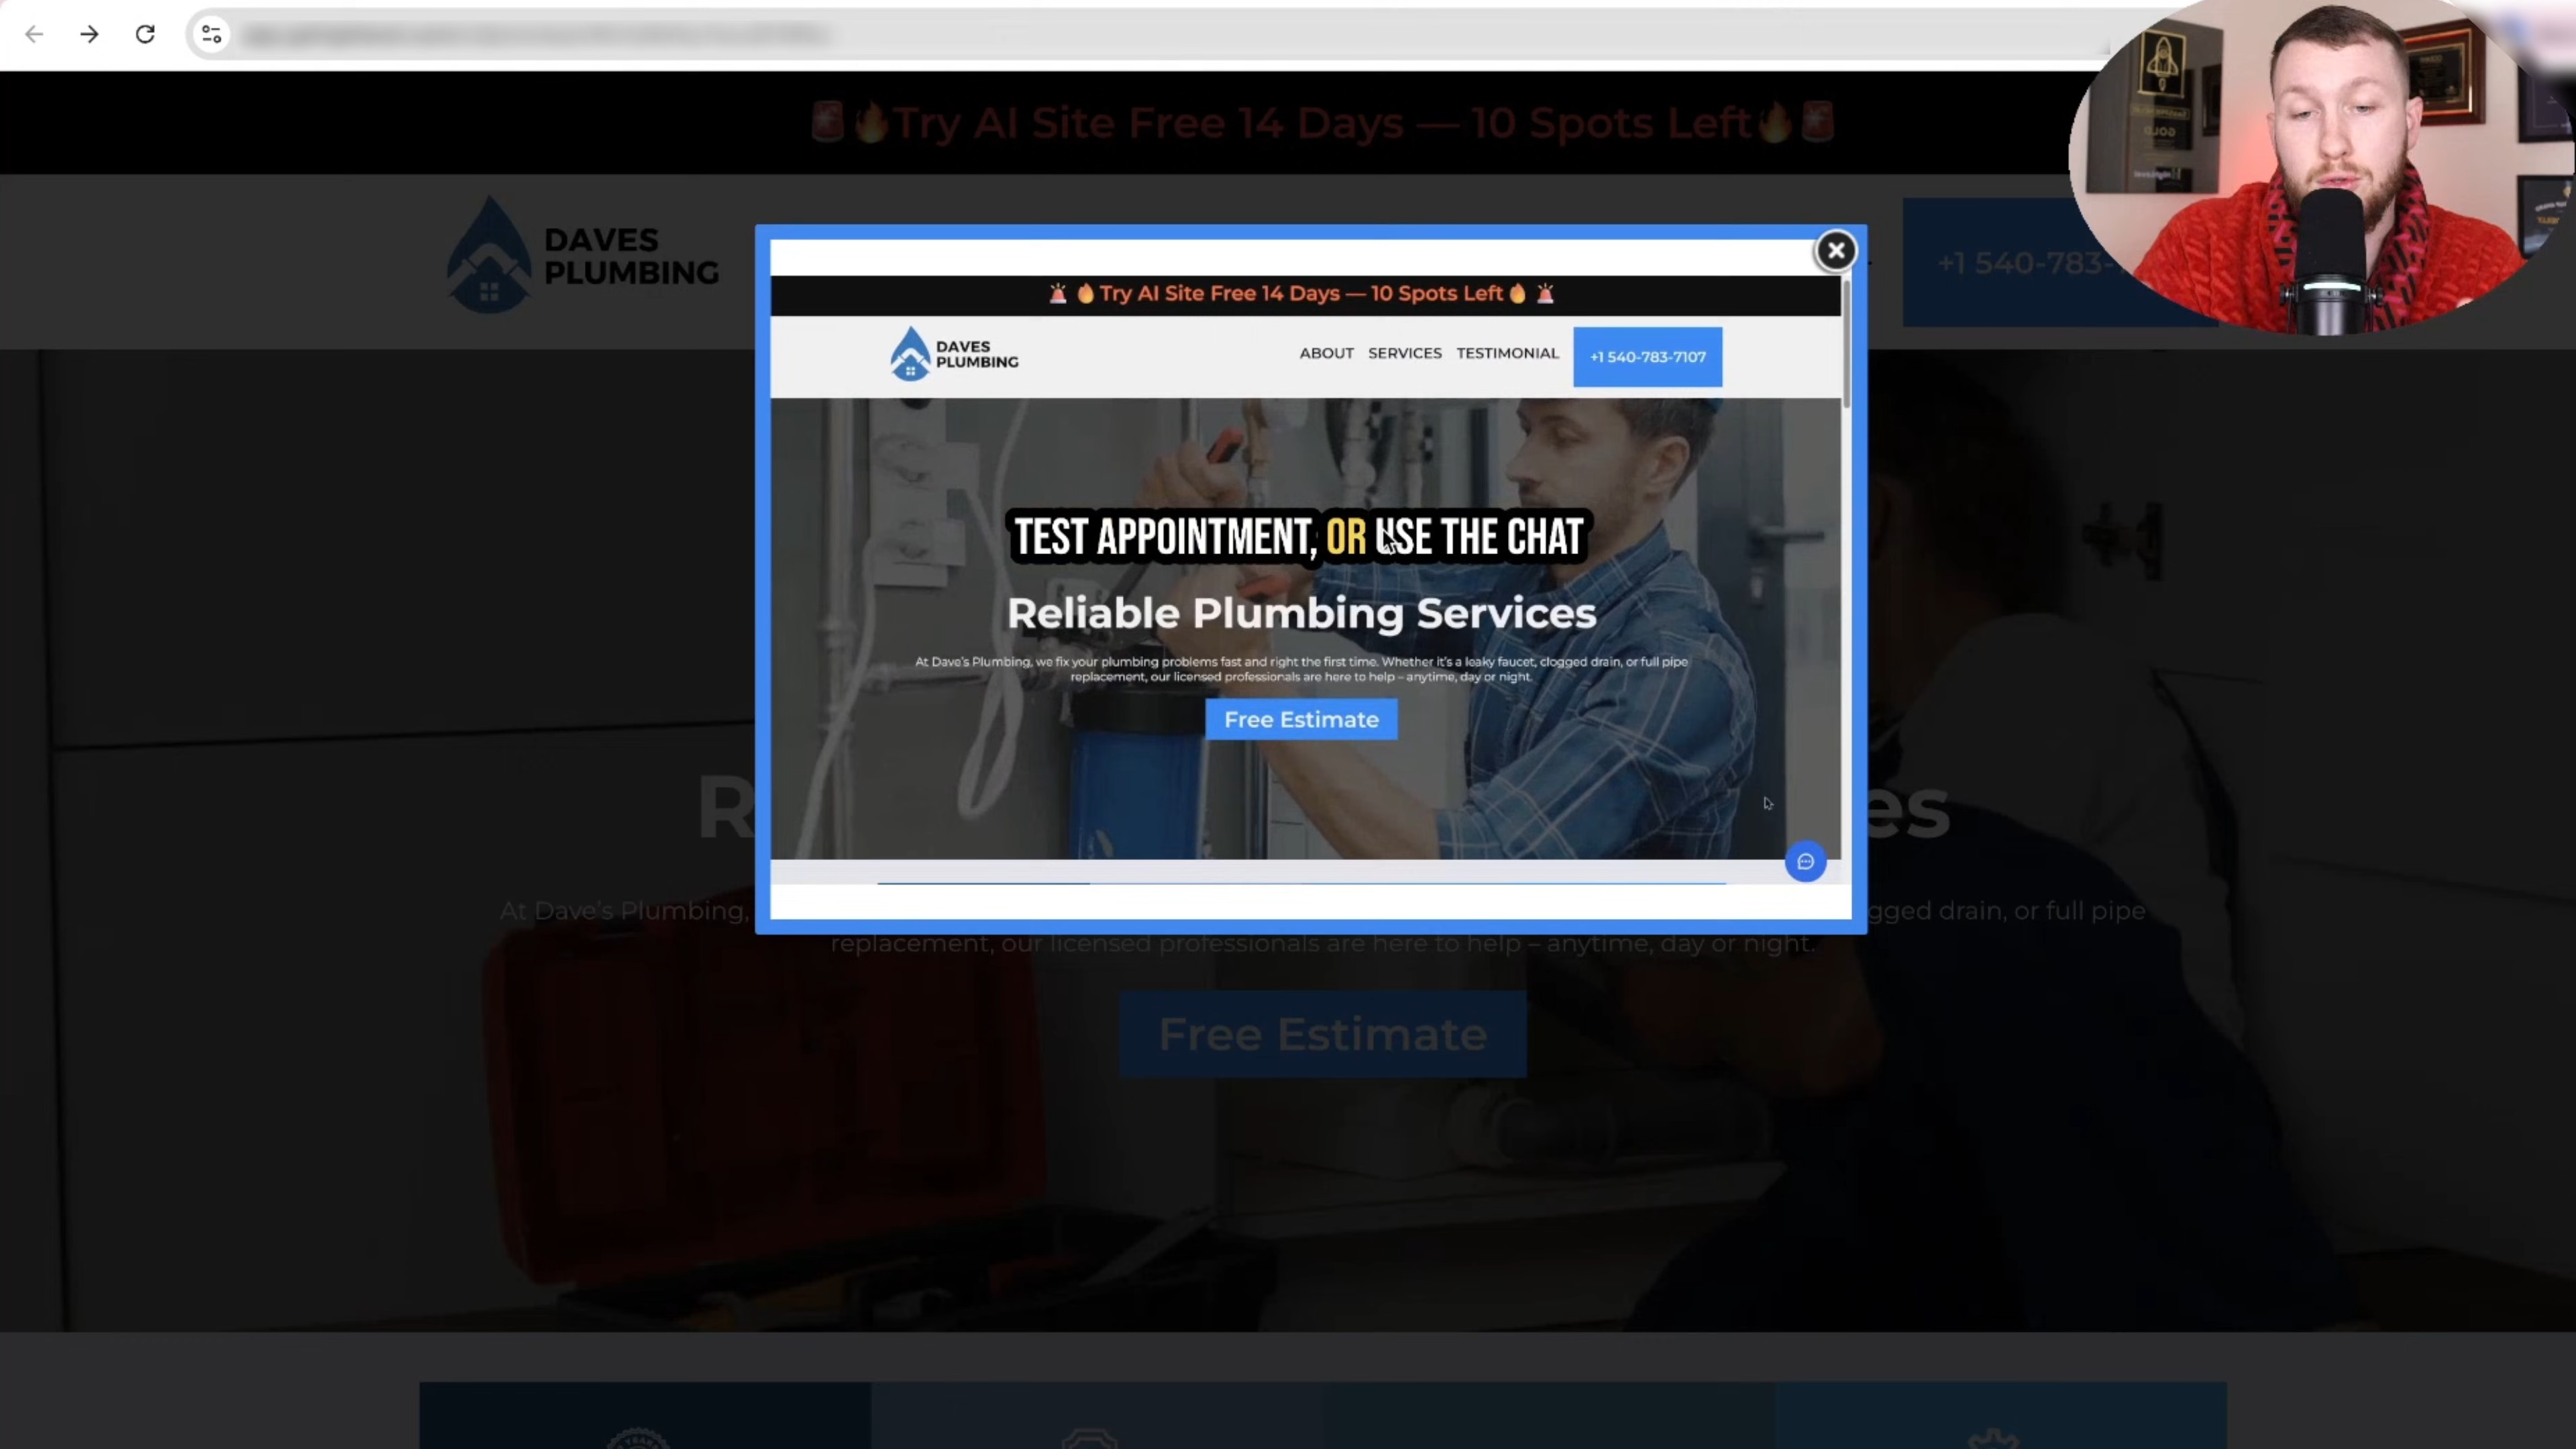 🚨🔥Try AI Site Free 14 Days — 10 Spots Left🔥🚨
DAVES
PLUMBING
+1 540-783-
🚨🔥Try AI Site Free 14 Days — 10 Spots Left🔥🚨
DAVES
PLUMBING
ABOUT SERVICES TESTIMONIAL +1 540-783-7107
TEST APPOINTMENT, OR USE THE CHAT
Reliable Plumbing Services
At Dave's Plumbing, we fix your plumbing problems fast and right the first time. Whether it's a leaky faucet, clogged drain, or full pipe
replacement, our licensed professionals are here to help – anytime, day or night.
Free Estimate
R es
At Dave's Plumbing, gged drain, or full pipe
replacement, our licensed professionals are here to help – anytime, day or night.
Free Estimate
GOLD